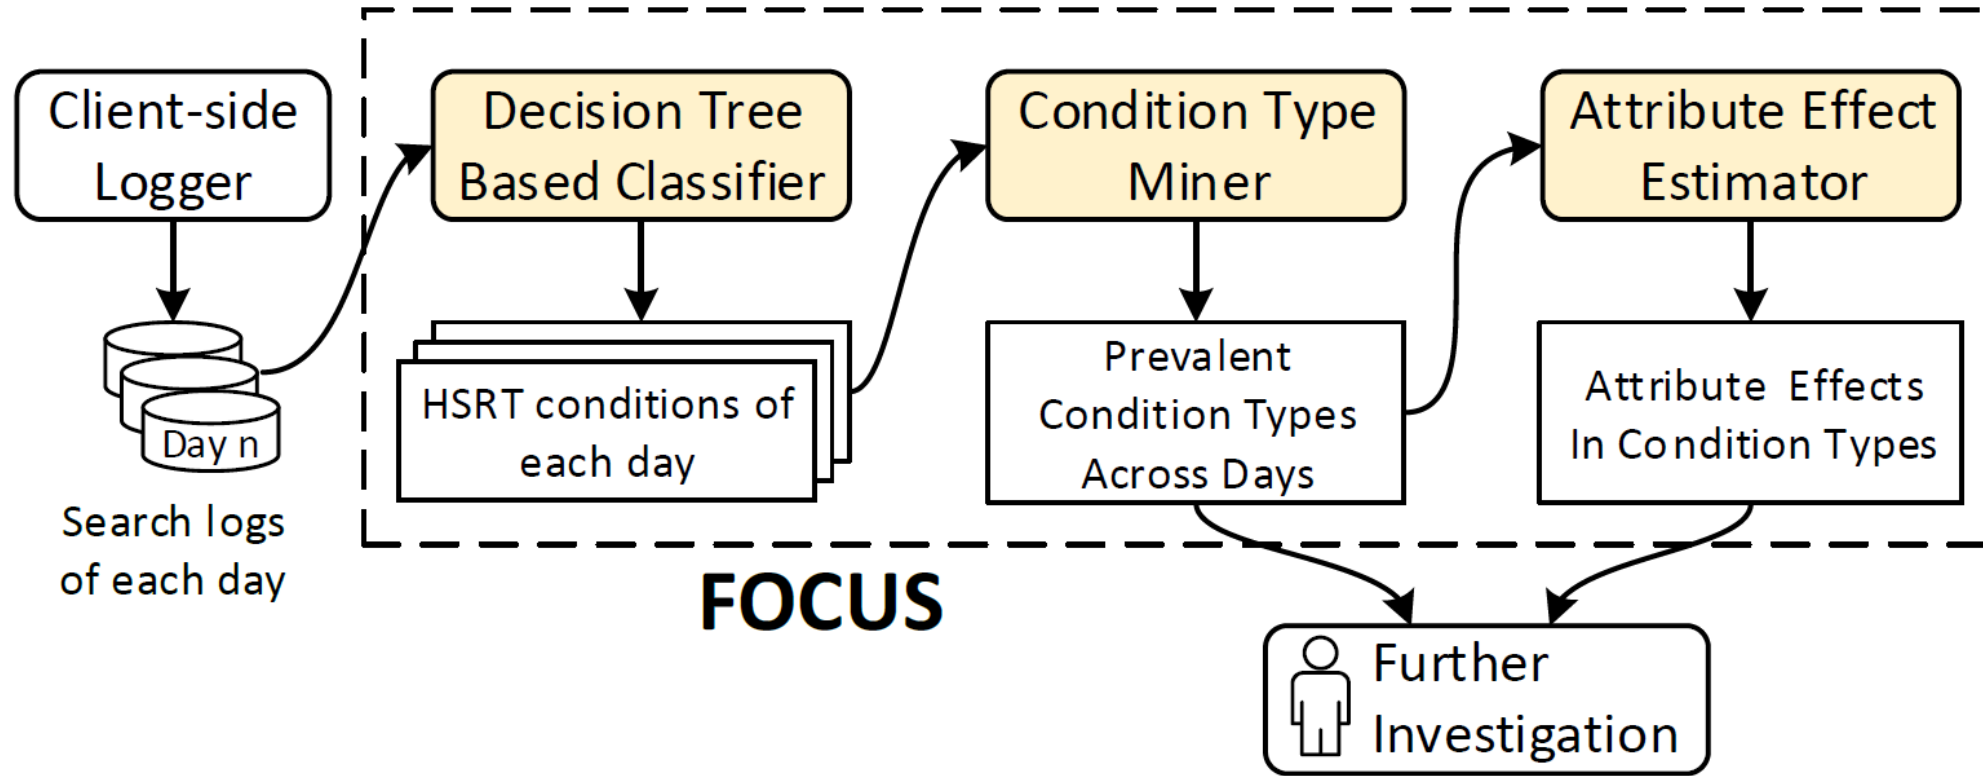 Client-side
Logger
Day n
Search logs
of each day
Decision Tree
Based Classifier
HSRT conditions of
each day
Condition Type
Miner
Prevalent
Condition Types
Across Days
Attribute Effect
Estimator
Attribute Effects
In Condition Types
FOCUS
Further
Investigation